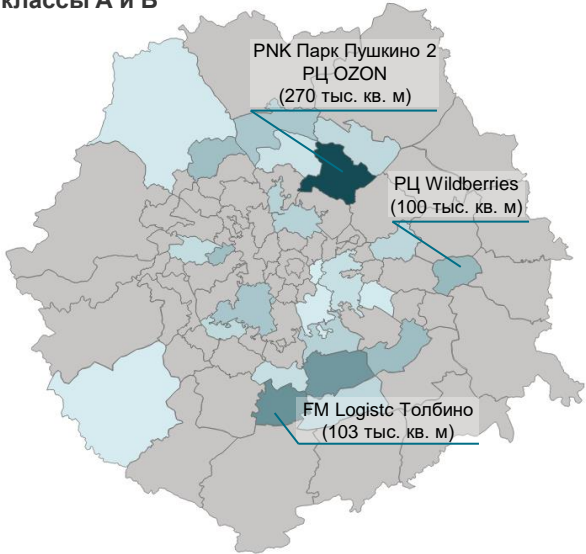 классы А и В
PNK Парк Пушкино 2
РЦ OZON
(270 тыс. кв. м)
РЦ Wildberries
(100 тыс. кв. м)
FM Logistc Толбино
(103 тыс. кв. м)